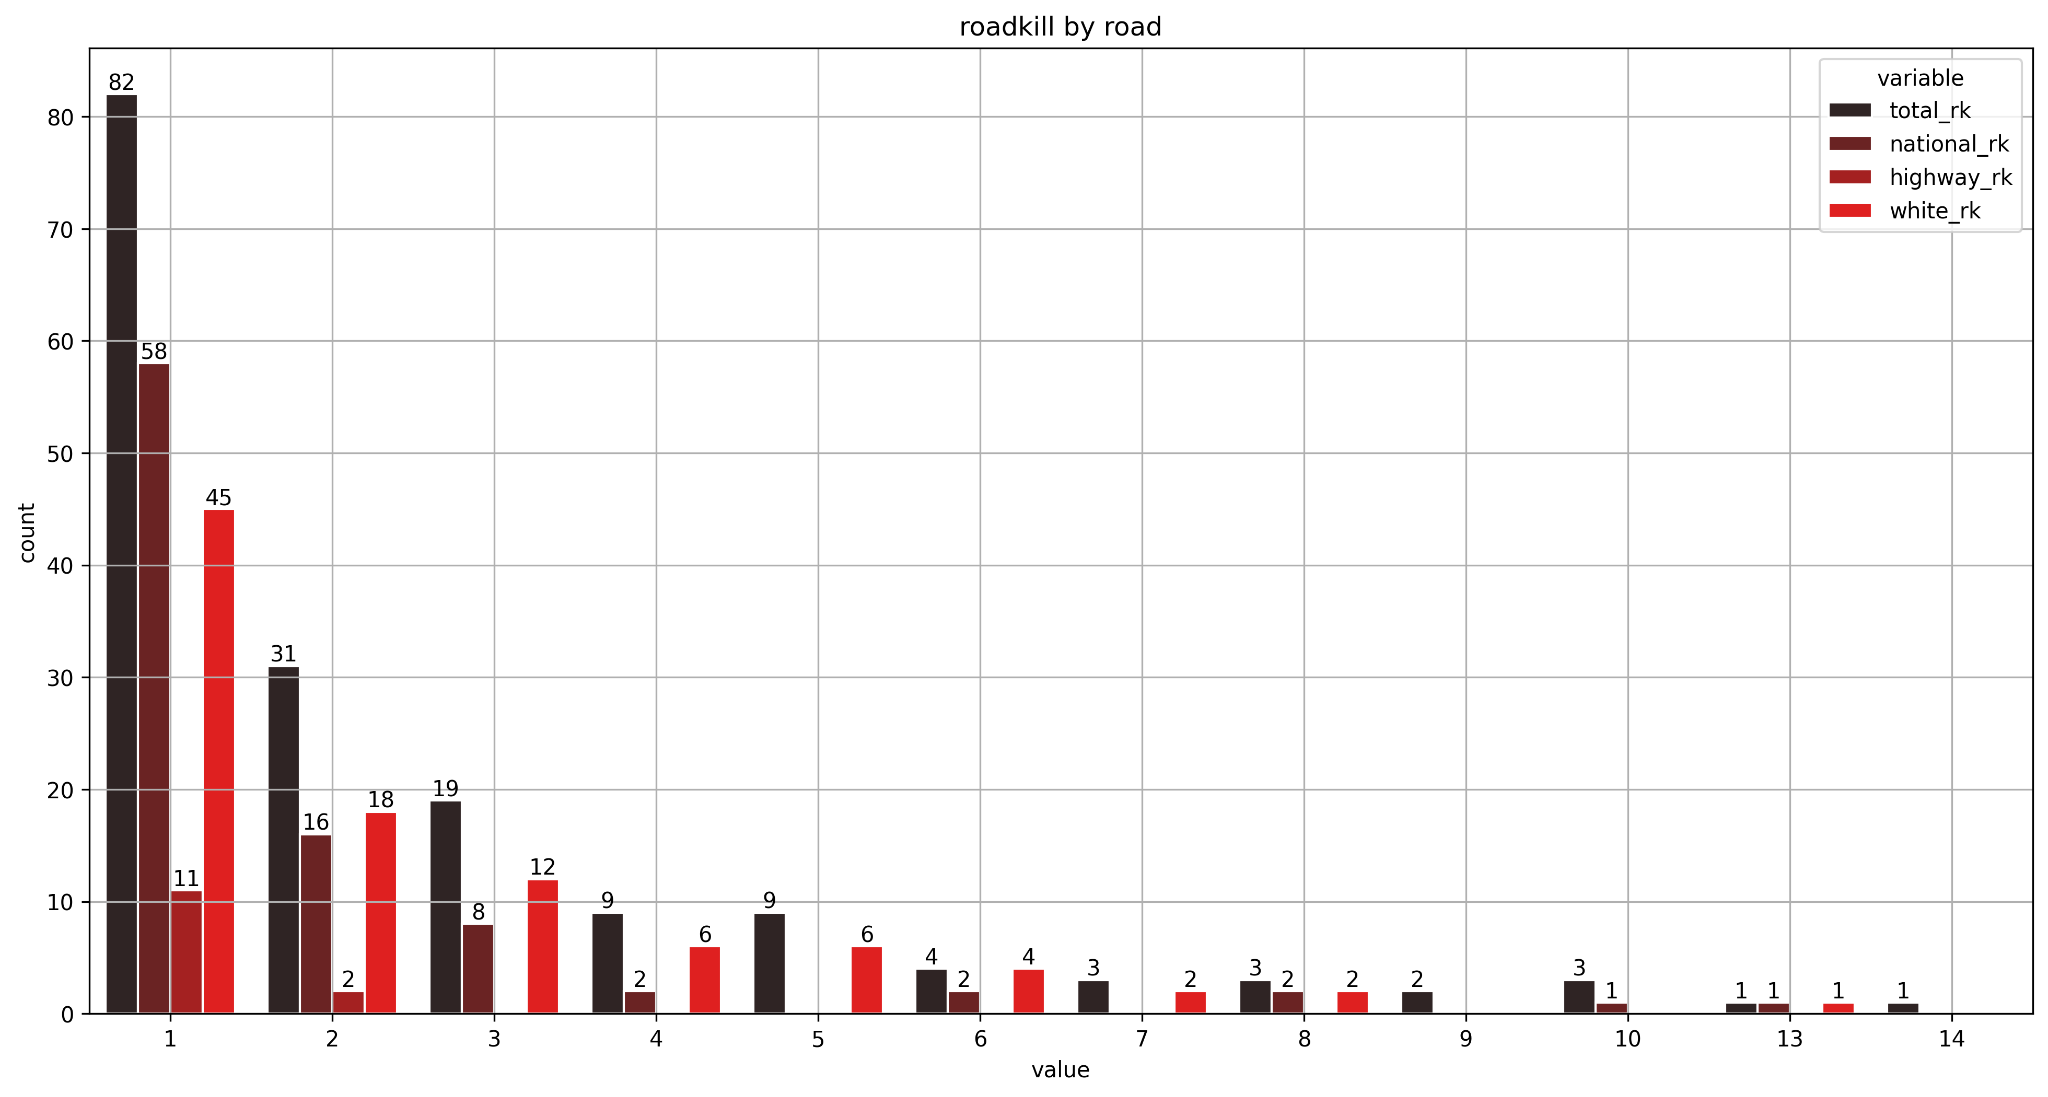 roadkill by road
variable
total_rk
national_rk
highway_rk
white_rk
count
80
70
60
50
40
30
20
10
0
82 58 11 45
31 16 2 18
19 8 12
9 2 6
9 6
4 2 4
3 2
3 2 2
2
3 1
1 1 1
1
1 2 3 4 5 6 7 8 9 10 13 14
value